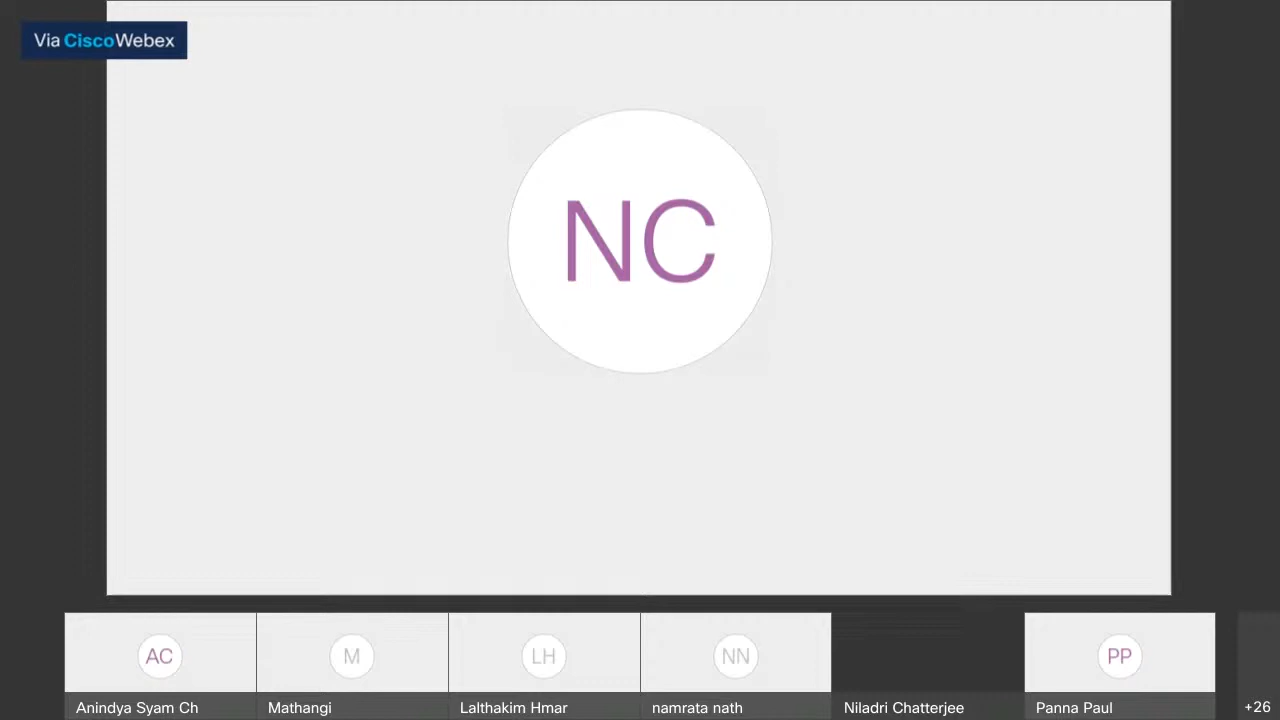 Via CiscoWebex
NC
AC
M
LH
NN
PP
Anindya Syam Ch
Mathangi
Lalthakim Hmar
namrata nath
Niladri Chatterjee
Panna Paul
+26